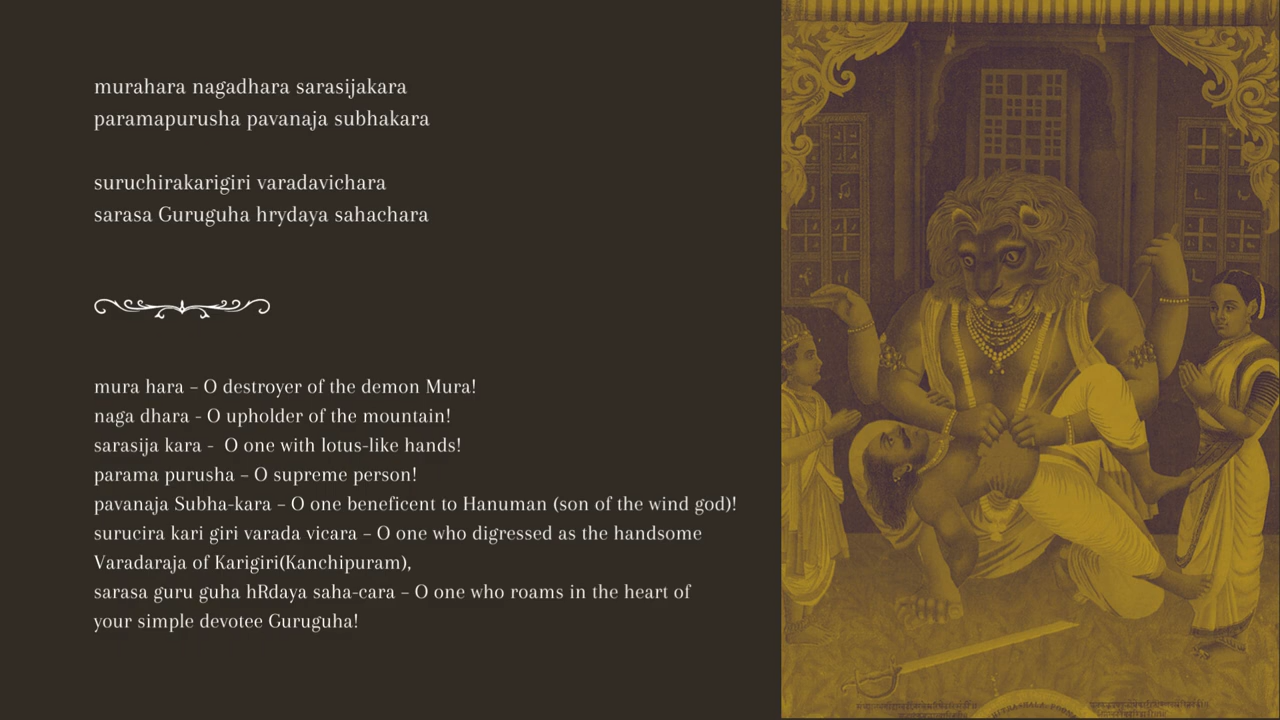 murahara nagadhara sarasijakara
paramapurusha pavanaja subhakara
suruchirakarigiri varadavichara
sarasa Guruguha hrydaya sahachara
mura hara – O destroyer of the demon Mura!
naga dhara - O upholder of the mountain!
sarasija kara -  O one with lotus-like hands!
parama purusha – O supreme person!
pavanaja Subha-kara – O one beneficent to Hanuman (son of the wind god)!
surucira kari giri varada vicara – O one who digressed as the handsome
Varadaraja of Karigiri(Kanchipuram),
sarasa guru guha hRdaya saha-cara – O one who roams in the heart of
your simple devotee Guruguha!